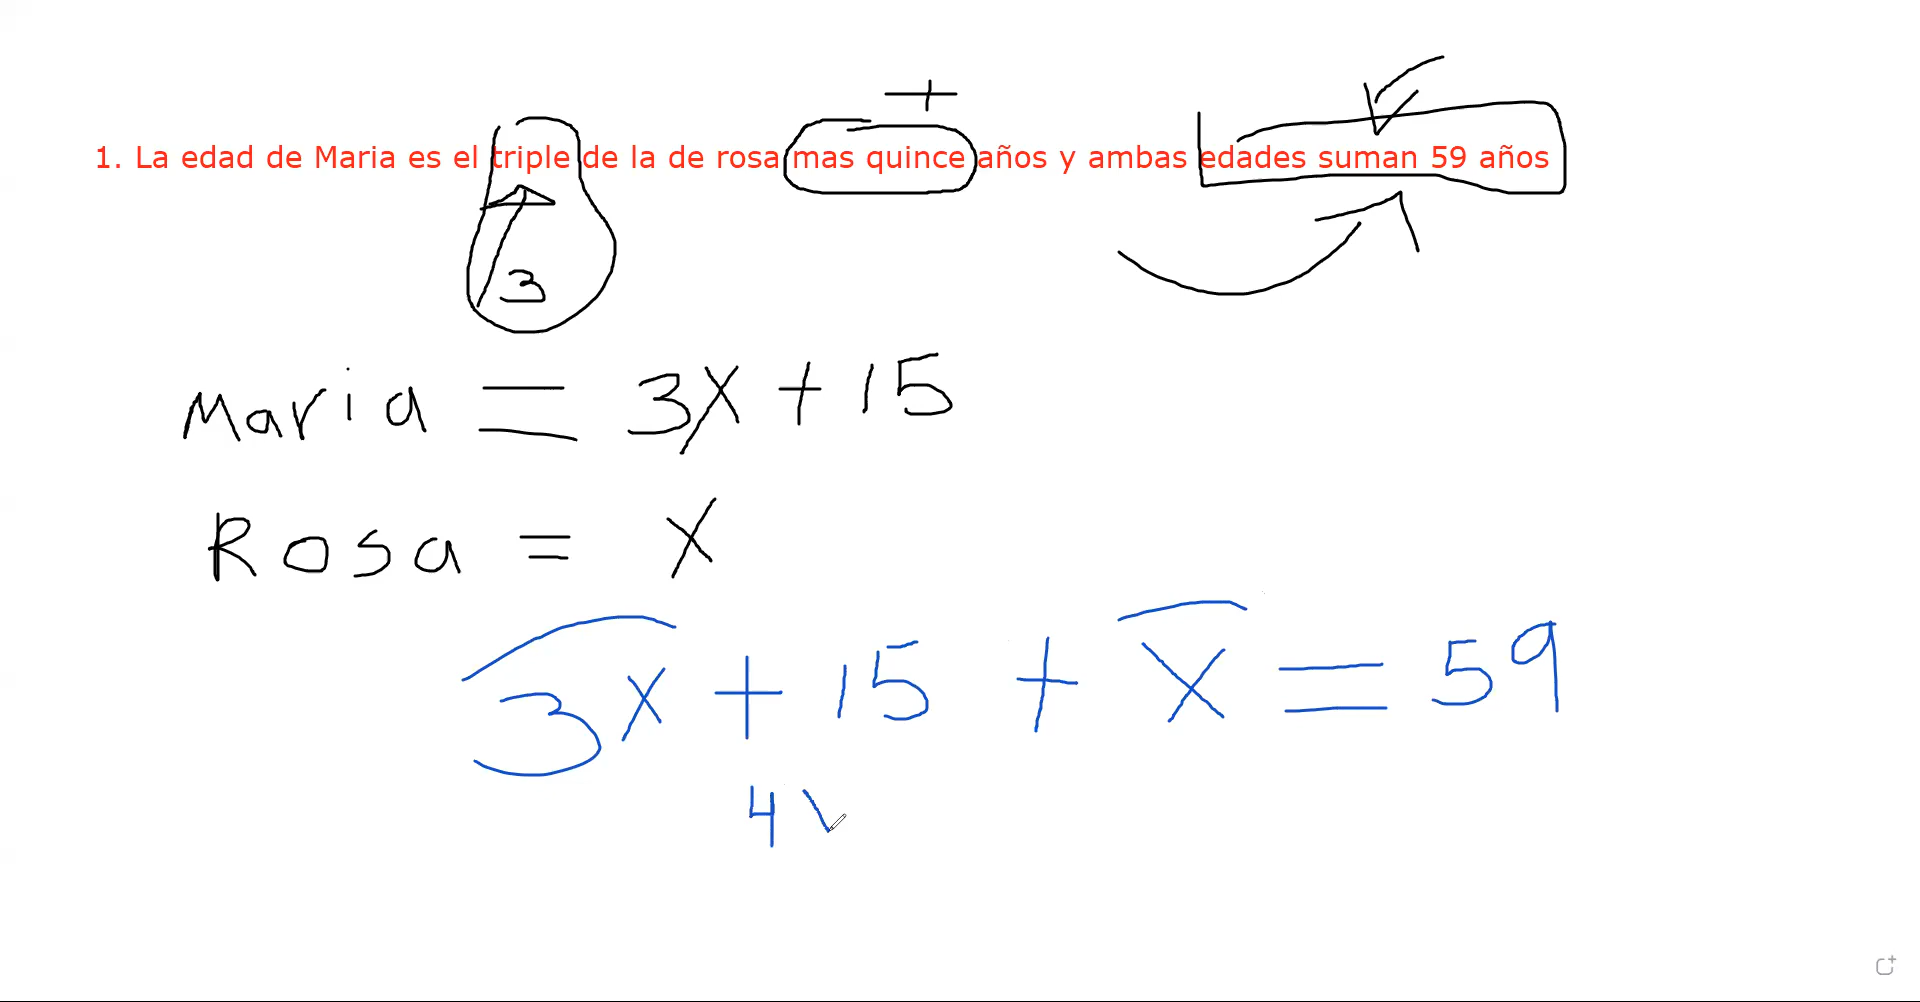 +
1. La edad de Maria es el triple de la de rosa mas quince años y ambas edades suman 59 años
3
Maria = 3x + 15
Rosa = x
3x + 15 + x = 59
4